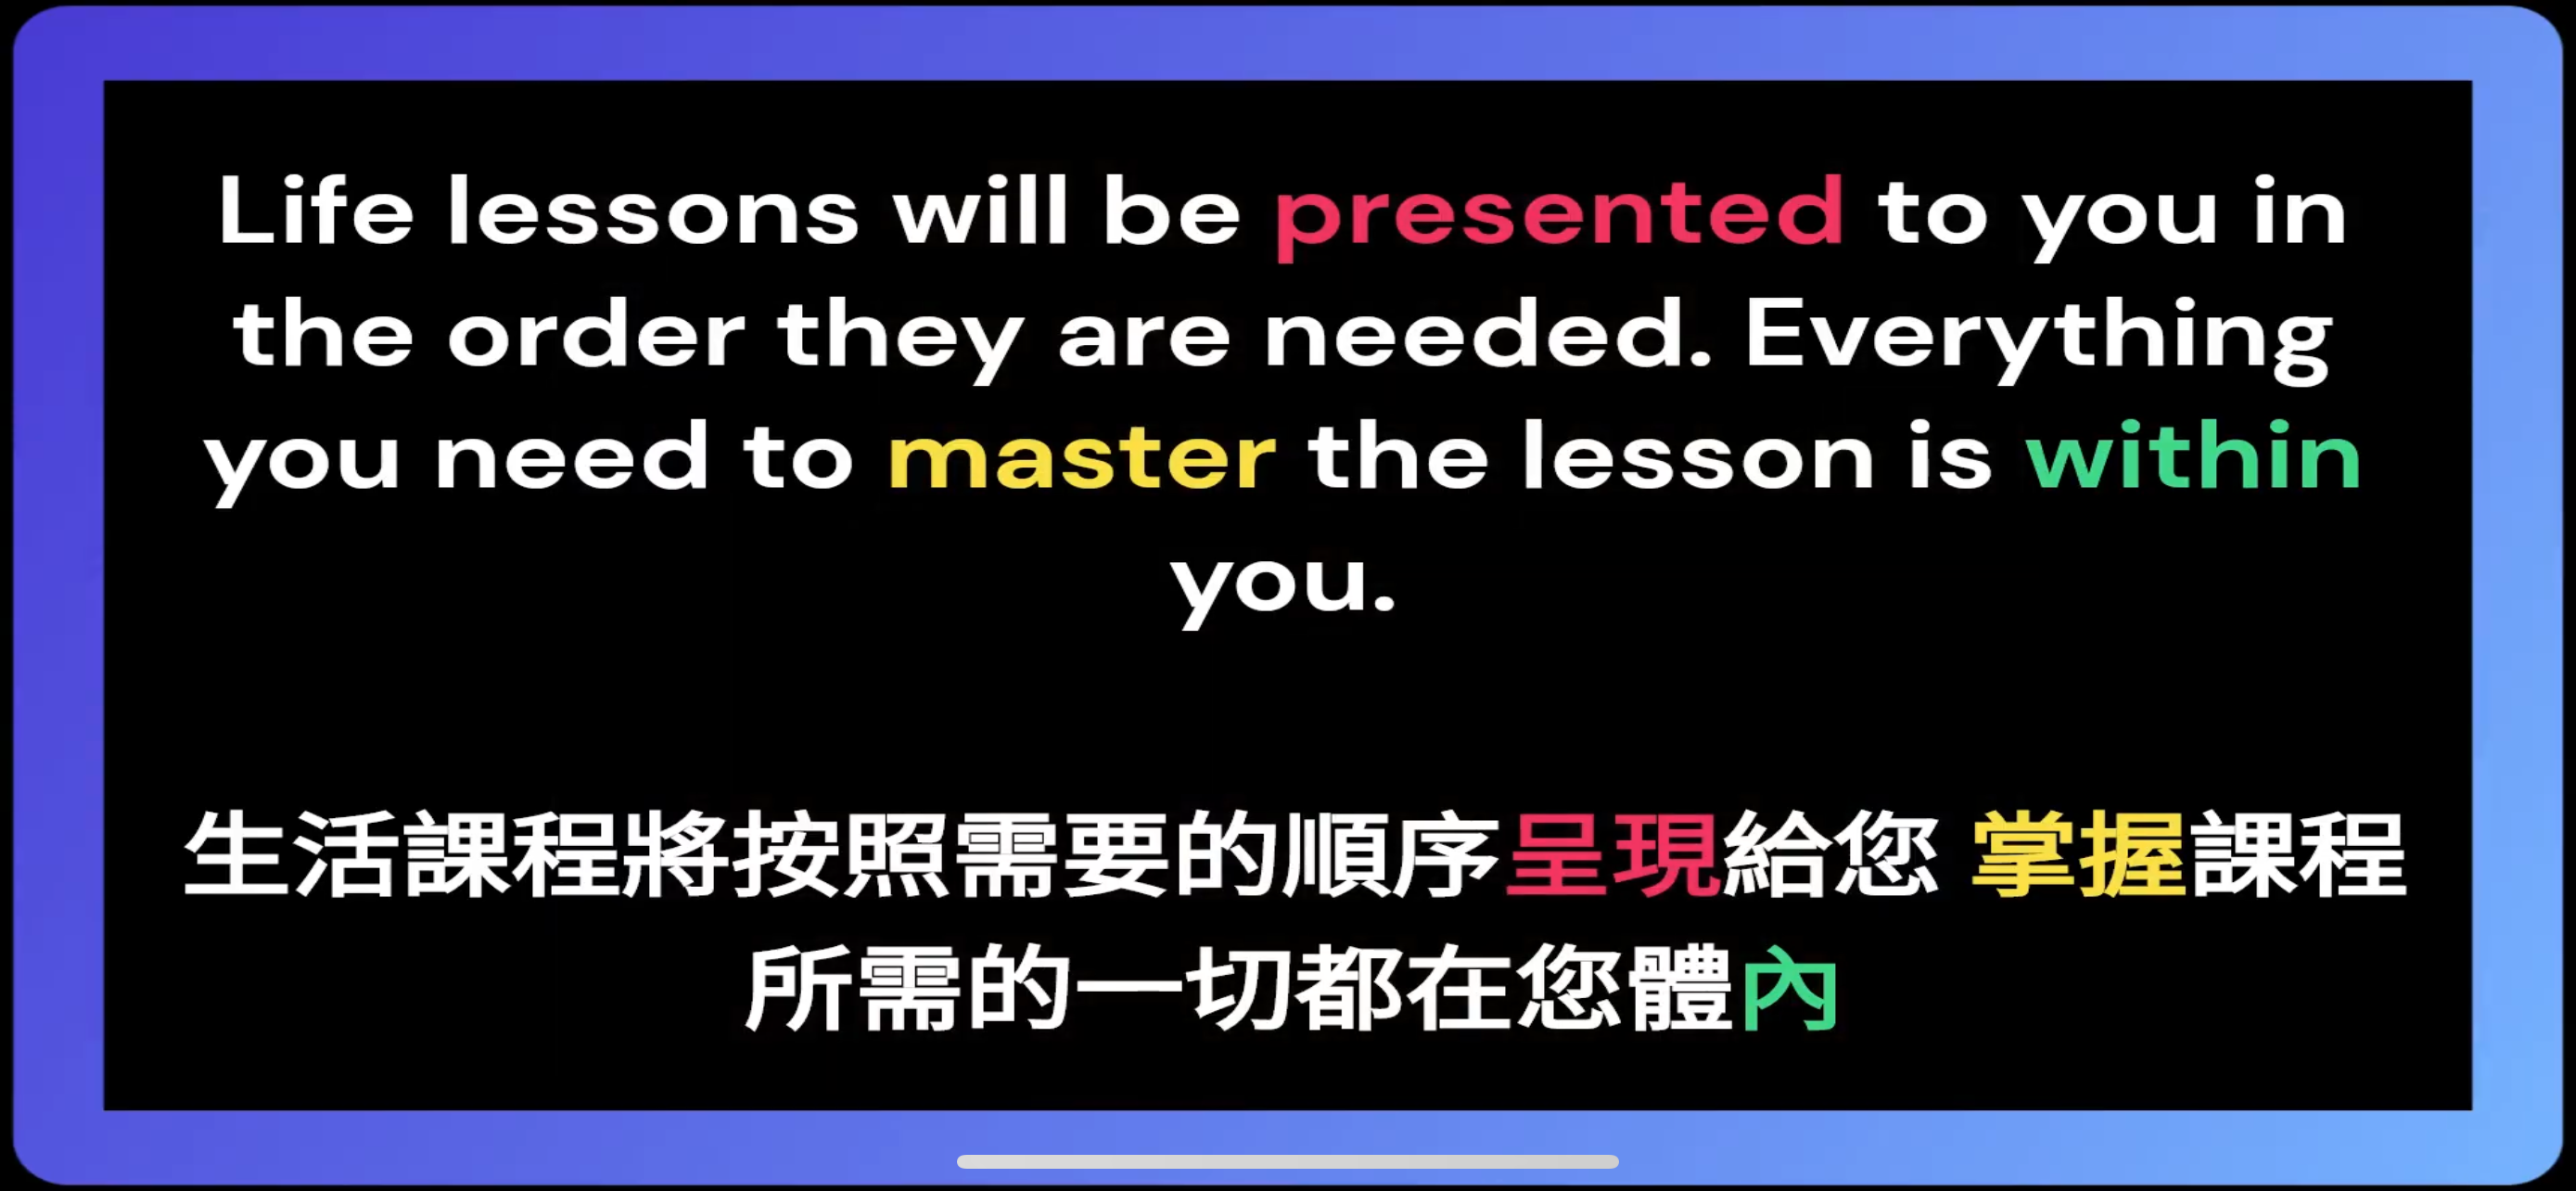 Life lessons will be presented to you in
the order they are needed. Everything
you need to master the lesson is within
you.
生活課程將按照需要的順序呈現給您 掌握課程
所需的一切都在您體內